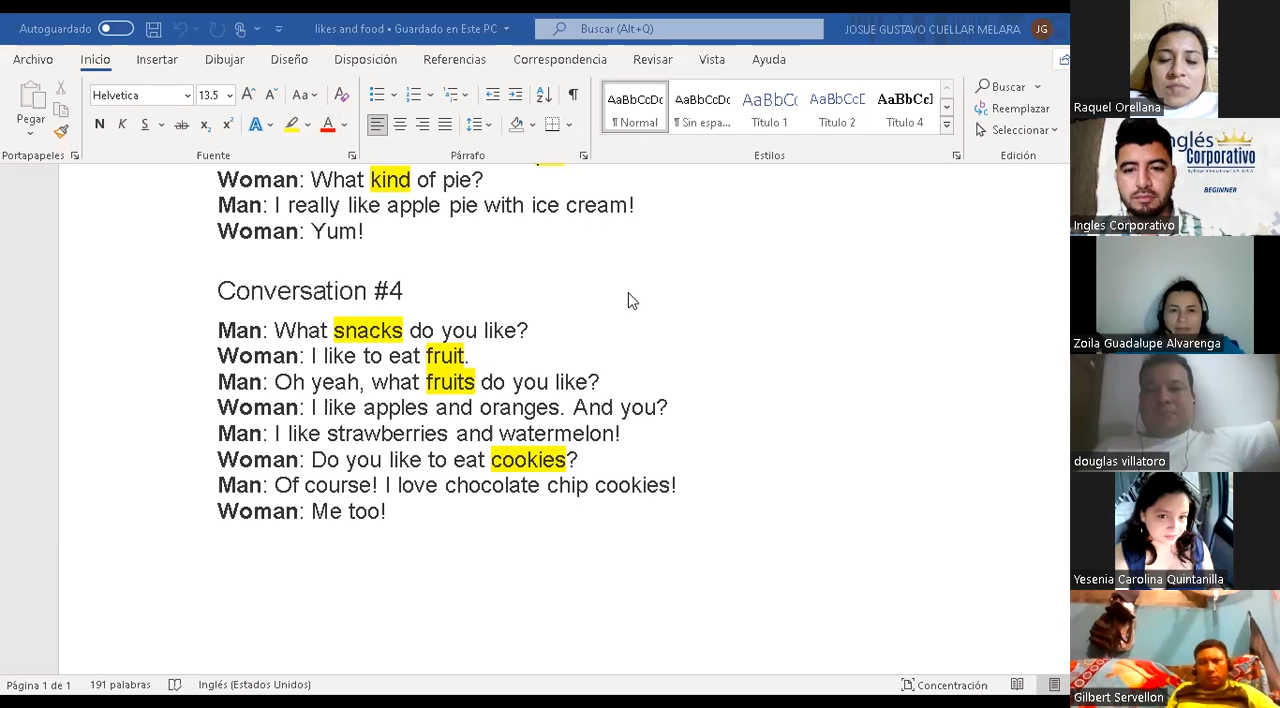 Autoguardado
likes and food • Guardado en Este PC
Buscar (Alt+Q)
JOSUE GUSTAVO CUELLAR MELARA
JG
Archivo
Inicio
Insertar
Dibujar
Diseño
Disposición
Referencias
Correspondencia
Revisar
Vista
Ayuda
Pegar
Helvetica
13.5
N K S ab x₂ x²
Portapapeles
Fuente
Párrafo
AaBbCcDc
¶ Normal
AaBbCcDc
¶ Sin espa...
AaBbCc
Título 1
AaBbCcD
Título 2
AaBbCcI
Título 4
Estilos
Buscar
Reemplazar
Seleccionar
Edición
Woman: What kind of pie?
Man: I really like apple pie with ice cream!
Woman: Yum!
Conversation #4
Man: What snacks do you like?
Woman: I like to eat fruit.
Man: Oh yeah, what fruits do you like?
Woman: I like apples and oranges. And you?
Man: I like strawberries and watermelon!
Woman: Do you like to eat cookies?
Man: Of course! I love chocolate chip cookies!
Woman: Me too!
Página 1 de 1
191 palabras
Inglés (Estados Unidos)
Concentración
Raquel Orellana
Inglés
Corporativo
BEGINNER
Ingles Corporativo
Zoila Guadalupe Alvarenga
douglas villatoro
Yesenia Carolina Quintanilla
Gilbert Servellon